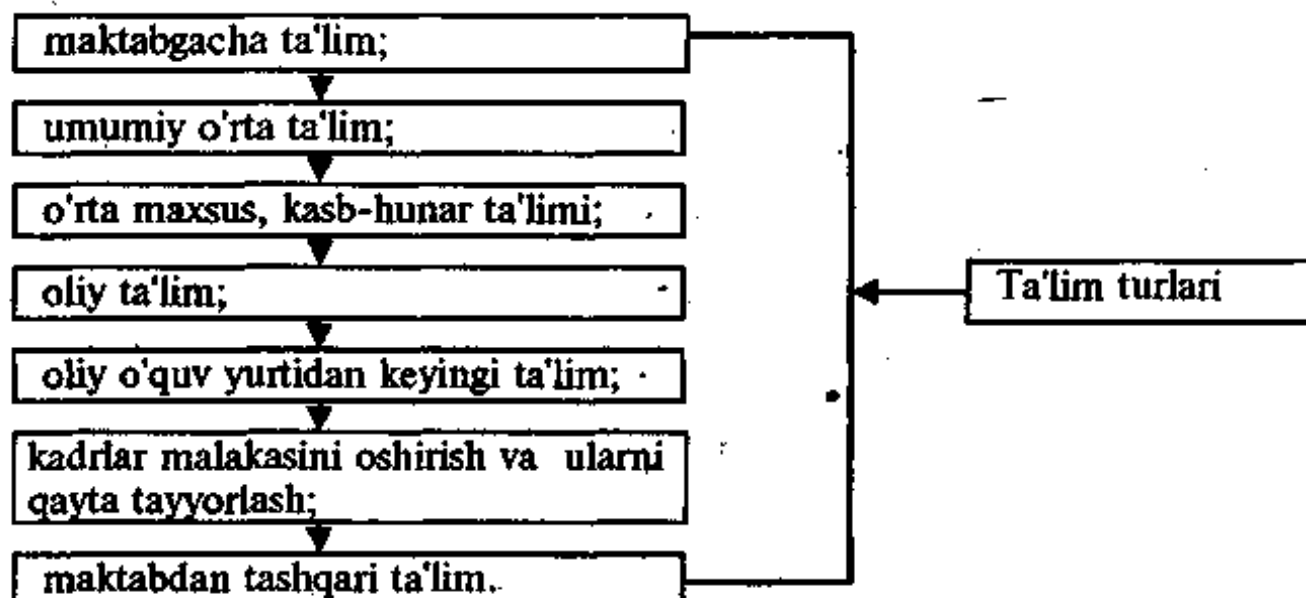 maktabgacha ta'lim;
umumiy o'rta ta'lim;
o'rta maxsus, kasb-hunar ta'limi;
oliy ta'lim;
Ta'lim turlari
oliy o'quv yurtidan keyingi ta'lim;
kadrlar malakasini oshirish va ularni
qayta tayyorlash;
maktabdan tashqari ta'lim.